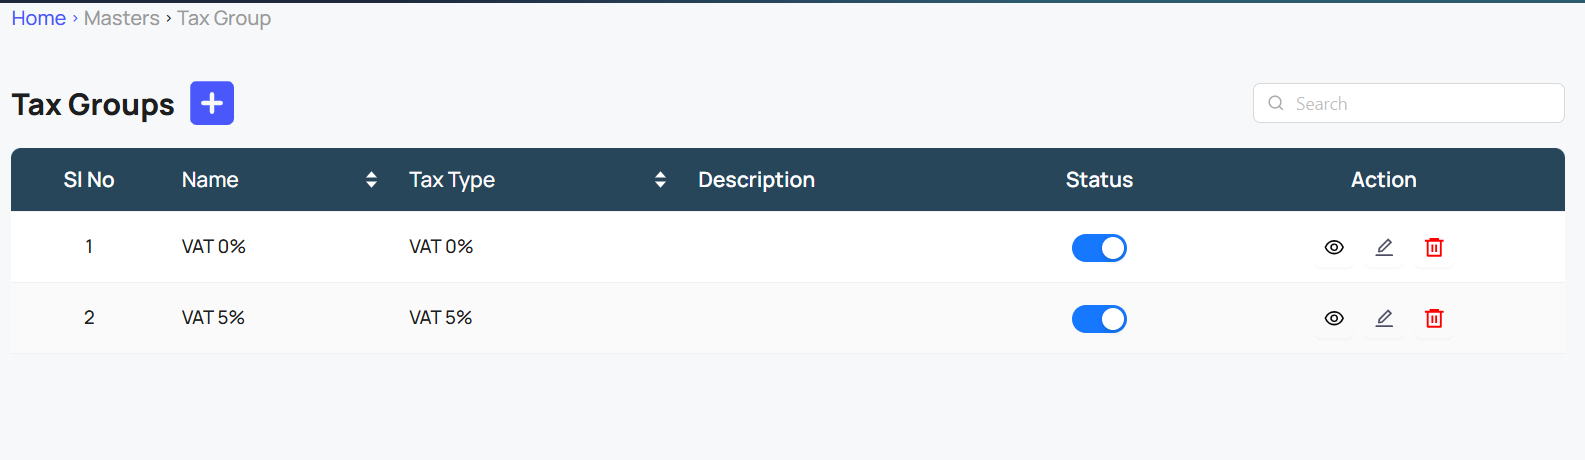 Home › Masters › Tax Group
Tax Groups
Search
Sl No Name Tax Type Description Status Action
1 VAT 0% VAT 0%
2 VAT 5% VAT 5%